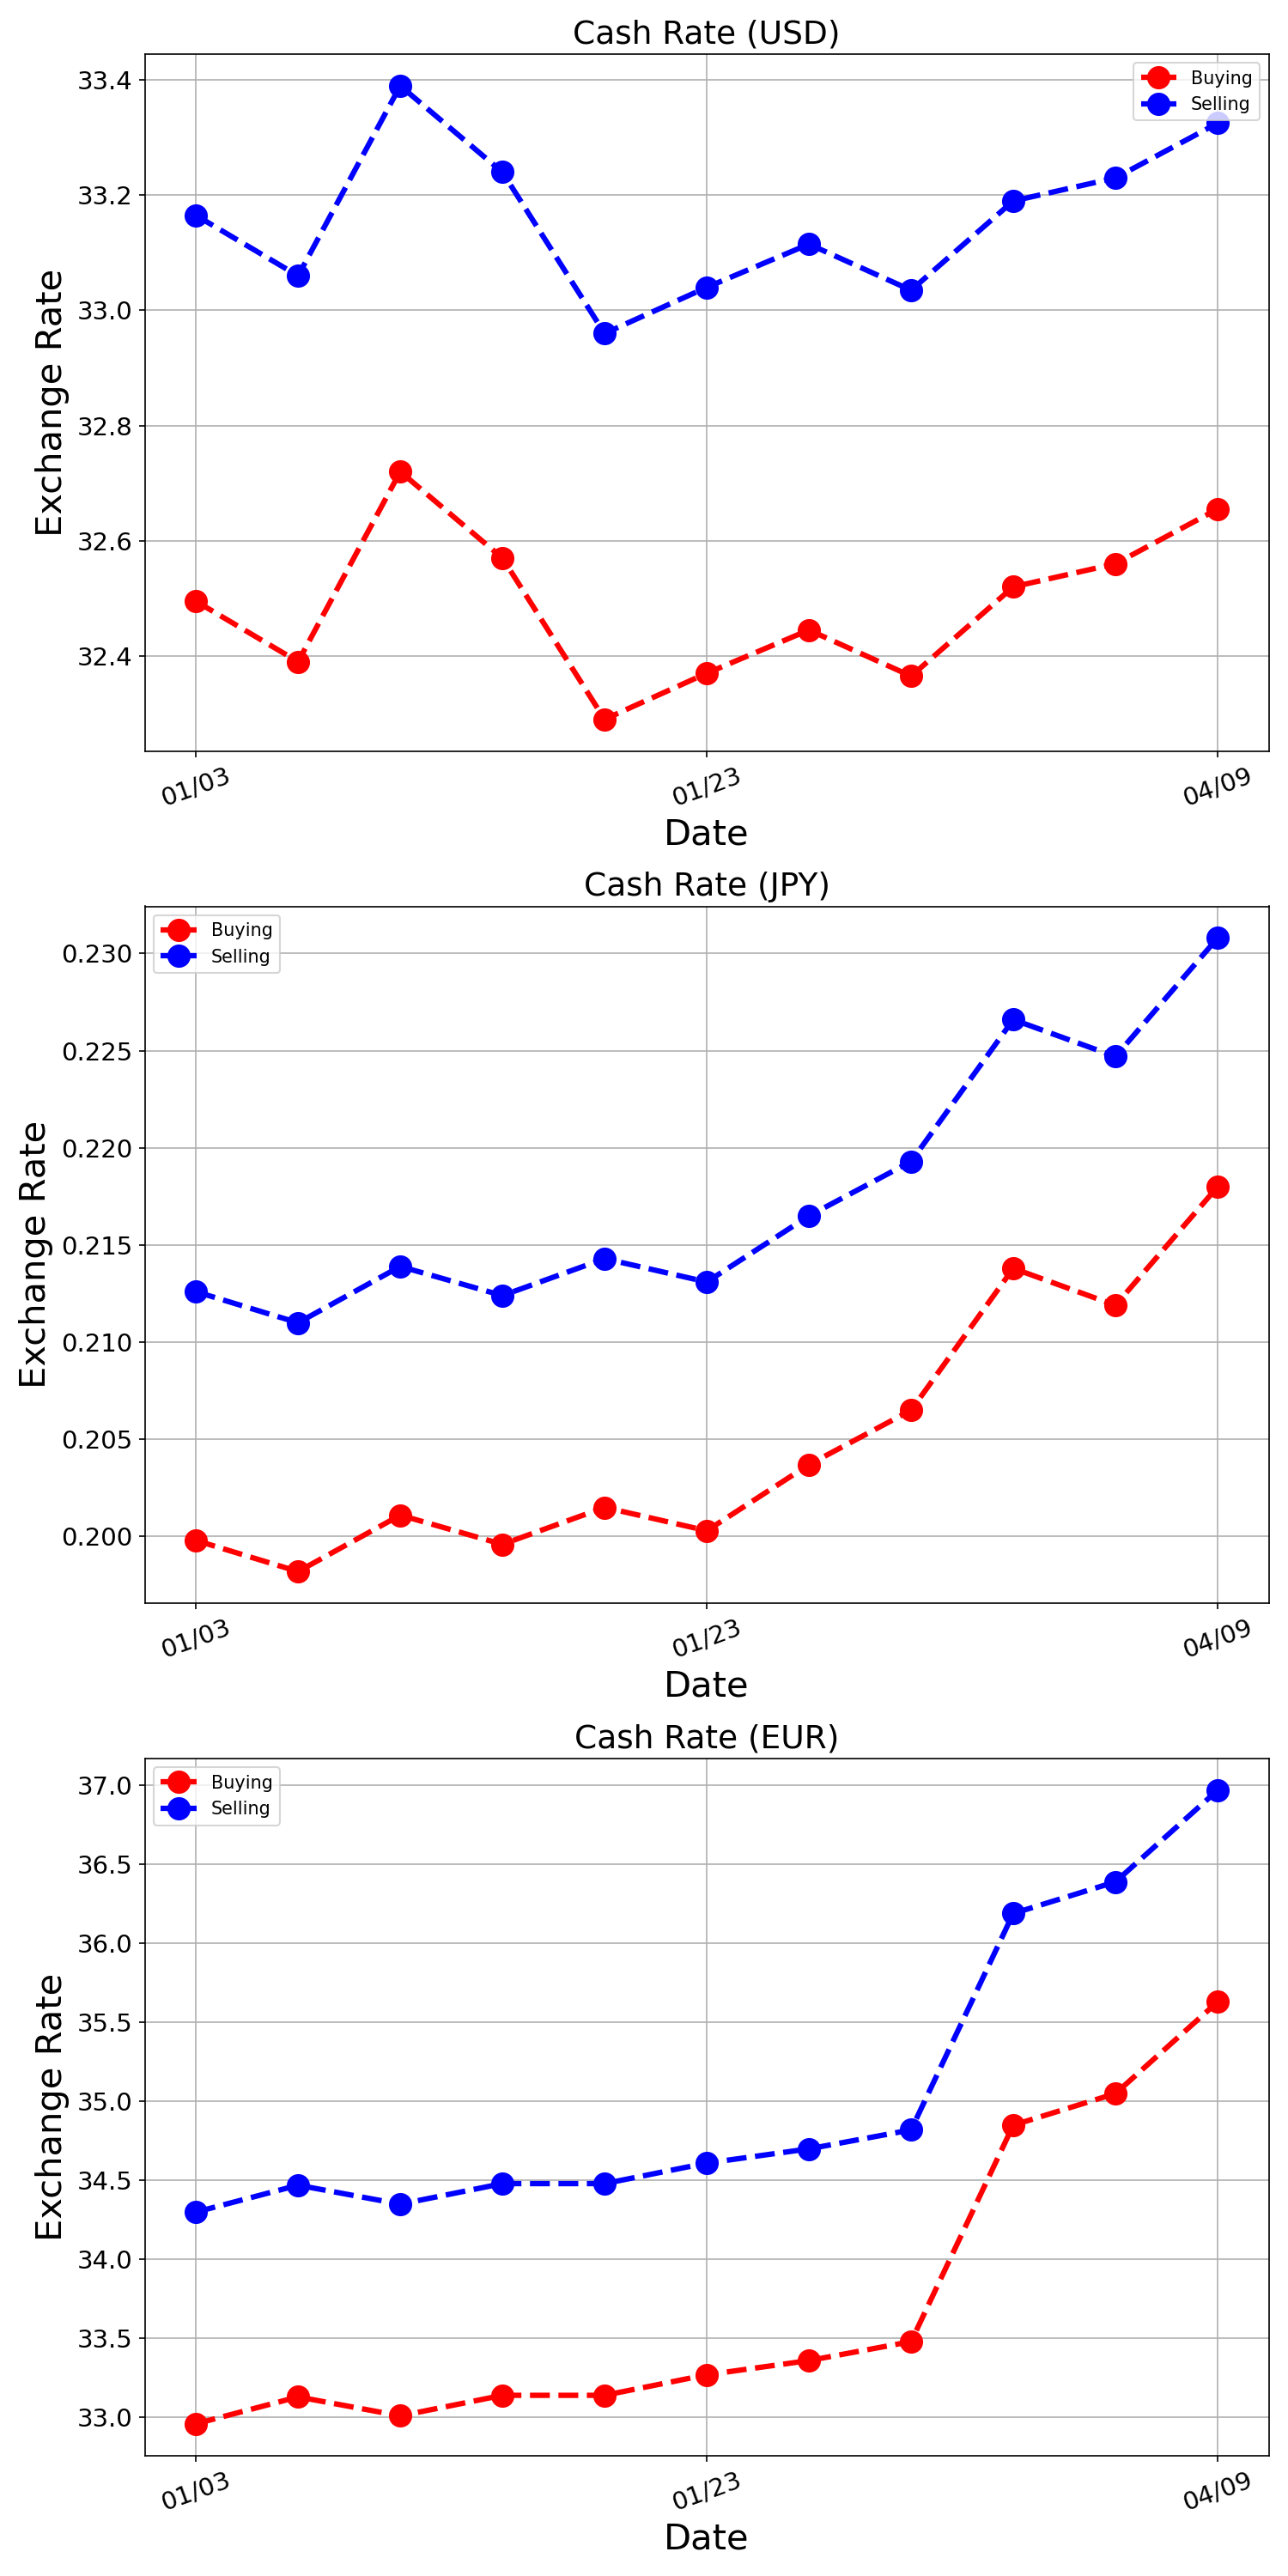 Cash Rate (USD)
Buying
Selling
33.4
33.2
33.0
32.8
32.6
32.4
Exchange Rate
01/03
01/23
04/09
Date
Cash Rate (JPY)
Buying
Selling
0.230
0.225
0.220
0.215
0.210
0.205
0.200
Exchange Rate
01/03
01/23
04/09
Date
Cash Rate (EUR)
Buying
Selling
37.0
36.5
36.0
35.5
35.0
34.5
34.0
33.5
33.0
Exchange Rate
01/03
01/23
04/09
Date